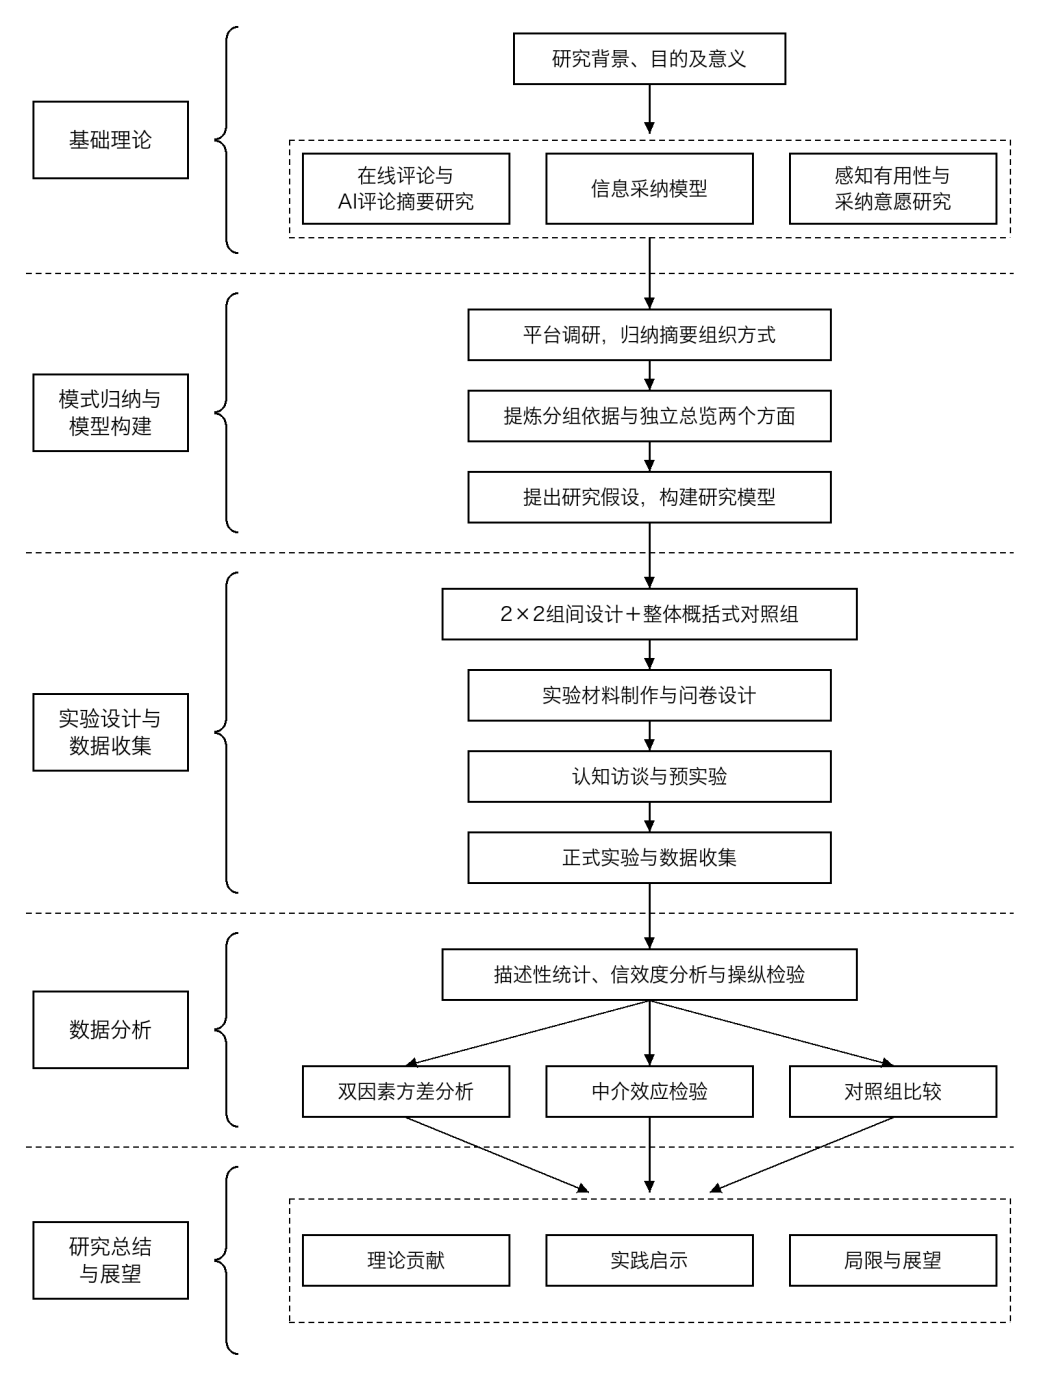 研究背景、目的及意义
基础理论
在线评论与
AI评论摘要研究
信息采纳模型
感知有用性与
采纳意愿研究
平台调研，归纳摘要组织方式
模式归纳与
模型构建
提炼分组依据与独立总览两个方面
提出研究假设，构建研究模型
2×2组间设计＋整体概括式对照组
实验材料制作与问卷设计
实验设计与
数据收集
认知访谈与预实验
正式实验与数据收集
描述性统计、信效度分析与操纵检验
数据分析
双因素方差分析
中介效应检验
对照组比较
研究总结
与展望
理论贡献
实践启示
局限与展望